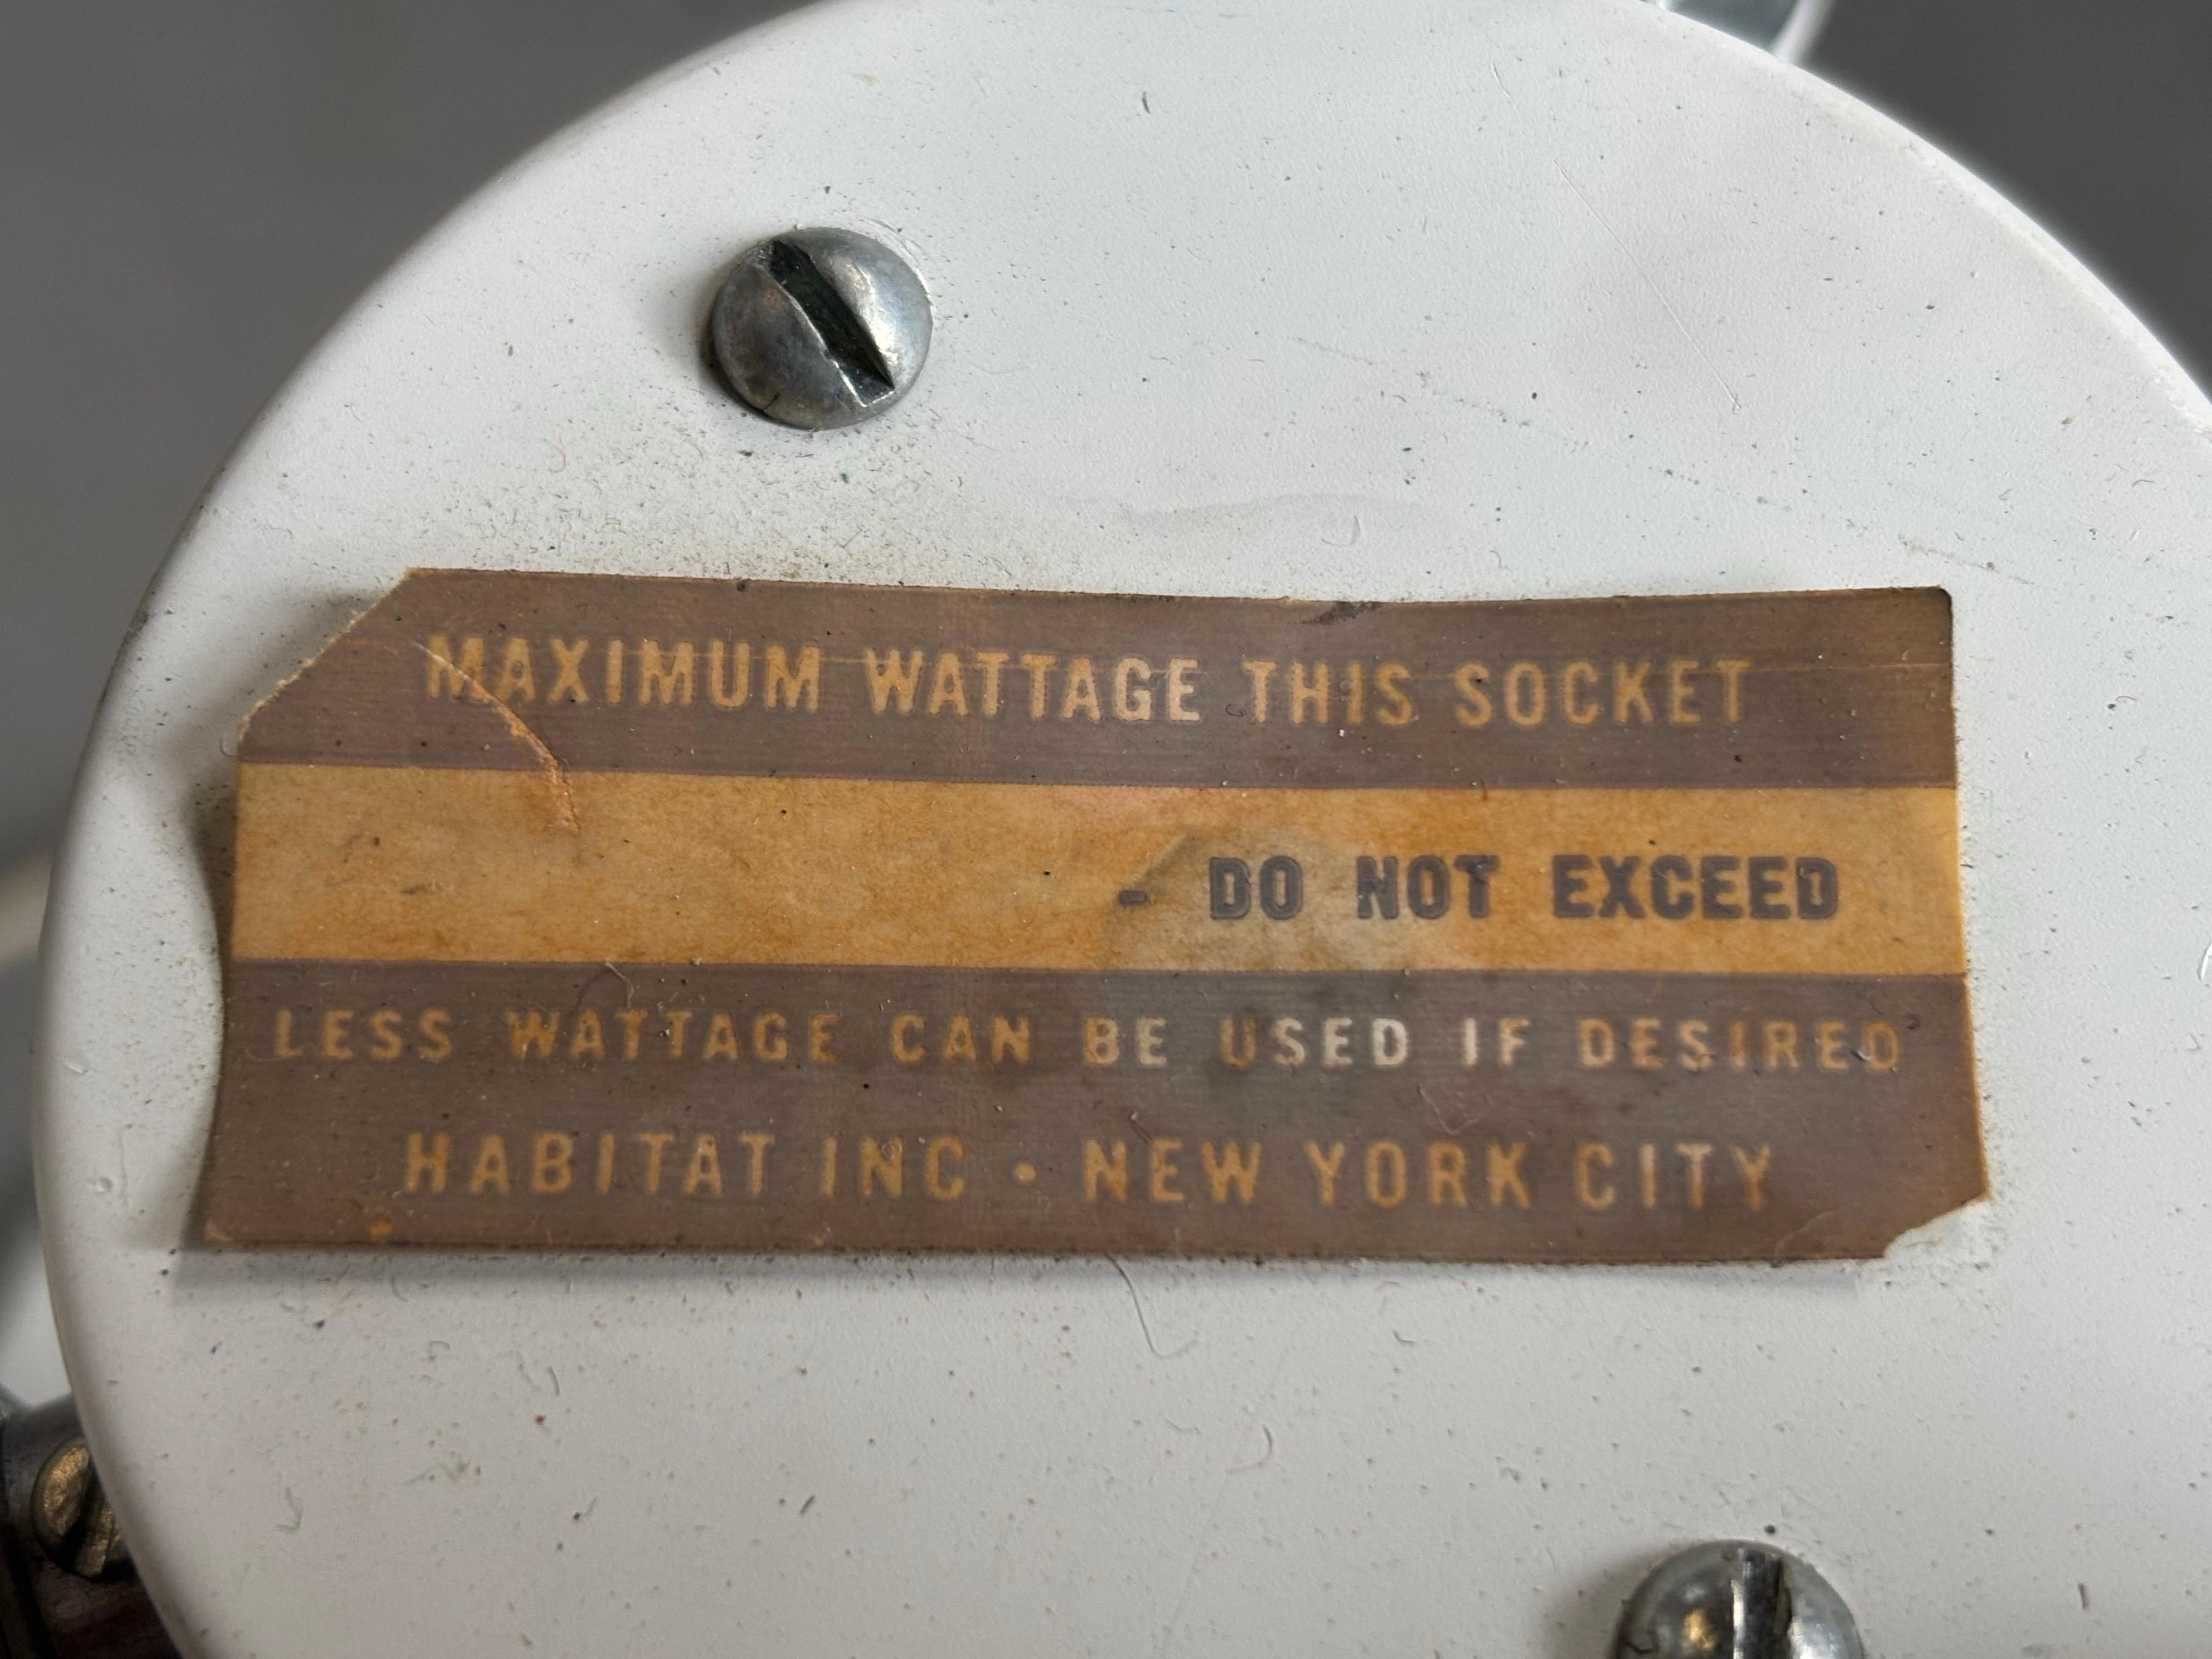 MAXIMUM WATTAGE THIS SOCKET
- DO NOT EXCEED
LESS WATTAGE CAN BE USED IF DESIRED
HABITAT INC • NEW YORK CITY